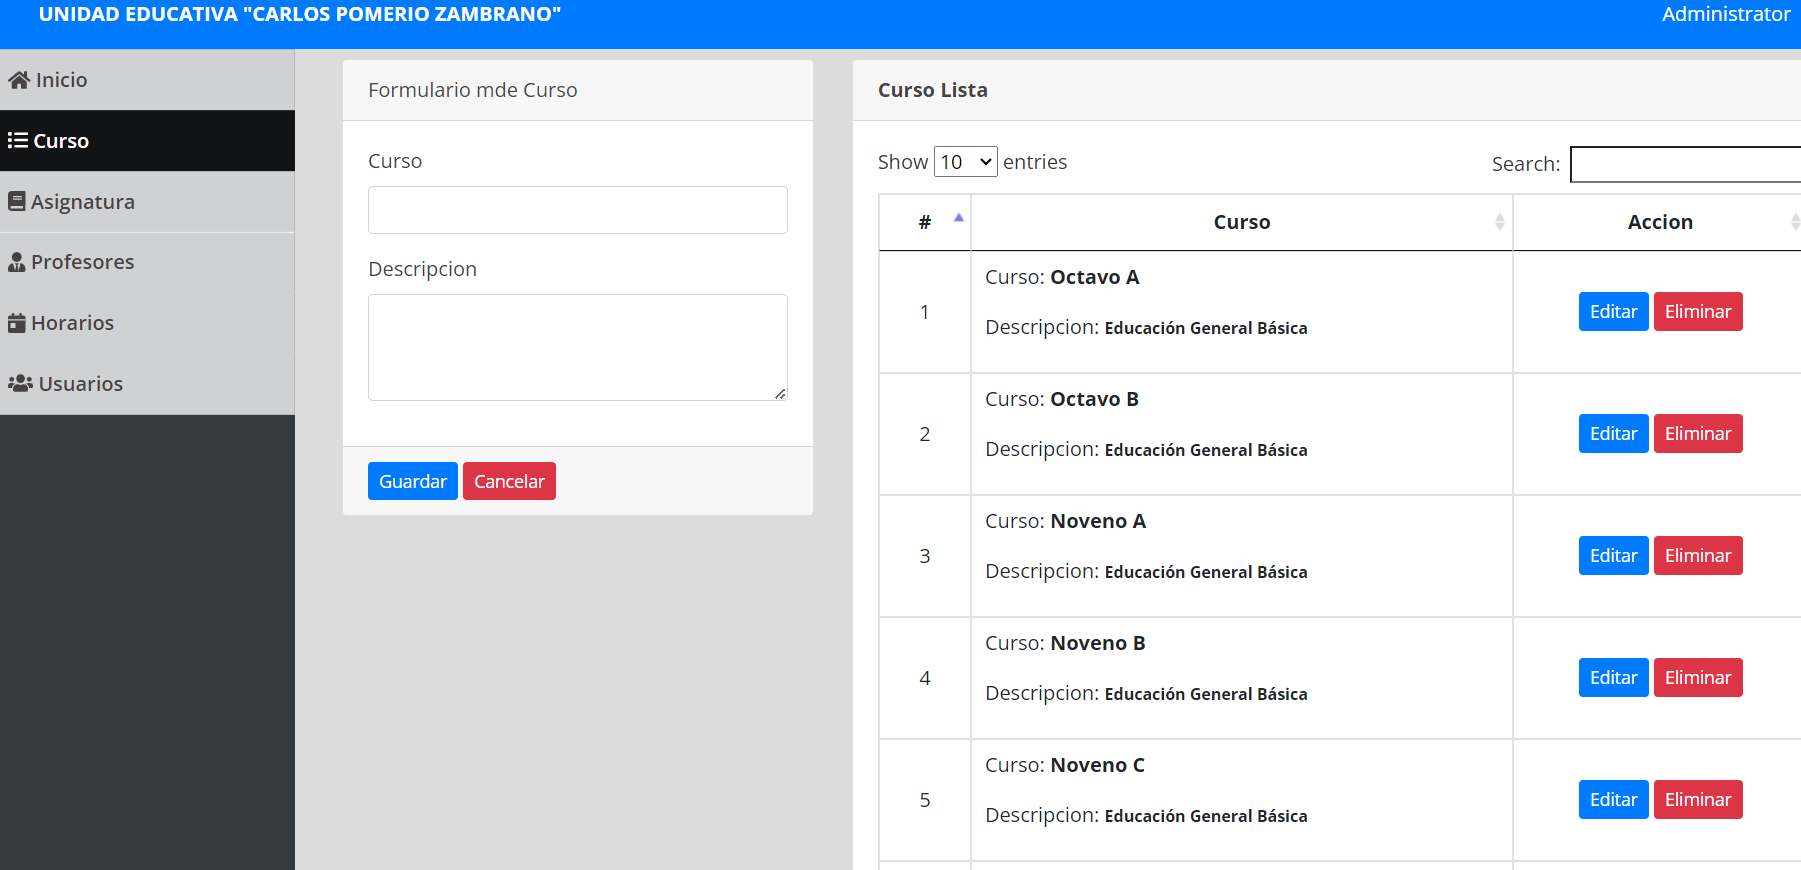 UNIDAD EDUCATIVA "CARLOS POMERIO ZAMBRANO"
Administrator
Inicio
Curso
Asignatura
Profesores
Horarios
Usuarios
Formulario mde Curso
Curso
Descripcion
Guardar Cancelar
Curso Lista
Show 10 entries
Search:
# Curso Accion
1
Curso: Octavo A
Descripcion: Educación General Básica
Editar Eliminar
2
Curso: Octavo B
Descripcion: Educación General Básica
Editar Eliminar
3
Curso: Noveno A
Descripcion: Educación General Básica
Editar Eliminar
4
Curso: Noveno B
Descripcion: Educación General Básica
Editar Eliminar
5
Curso: Noveno C
Descripcion: Educación General Básica
Editar Eliminar